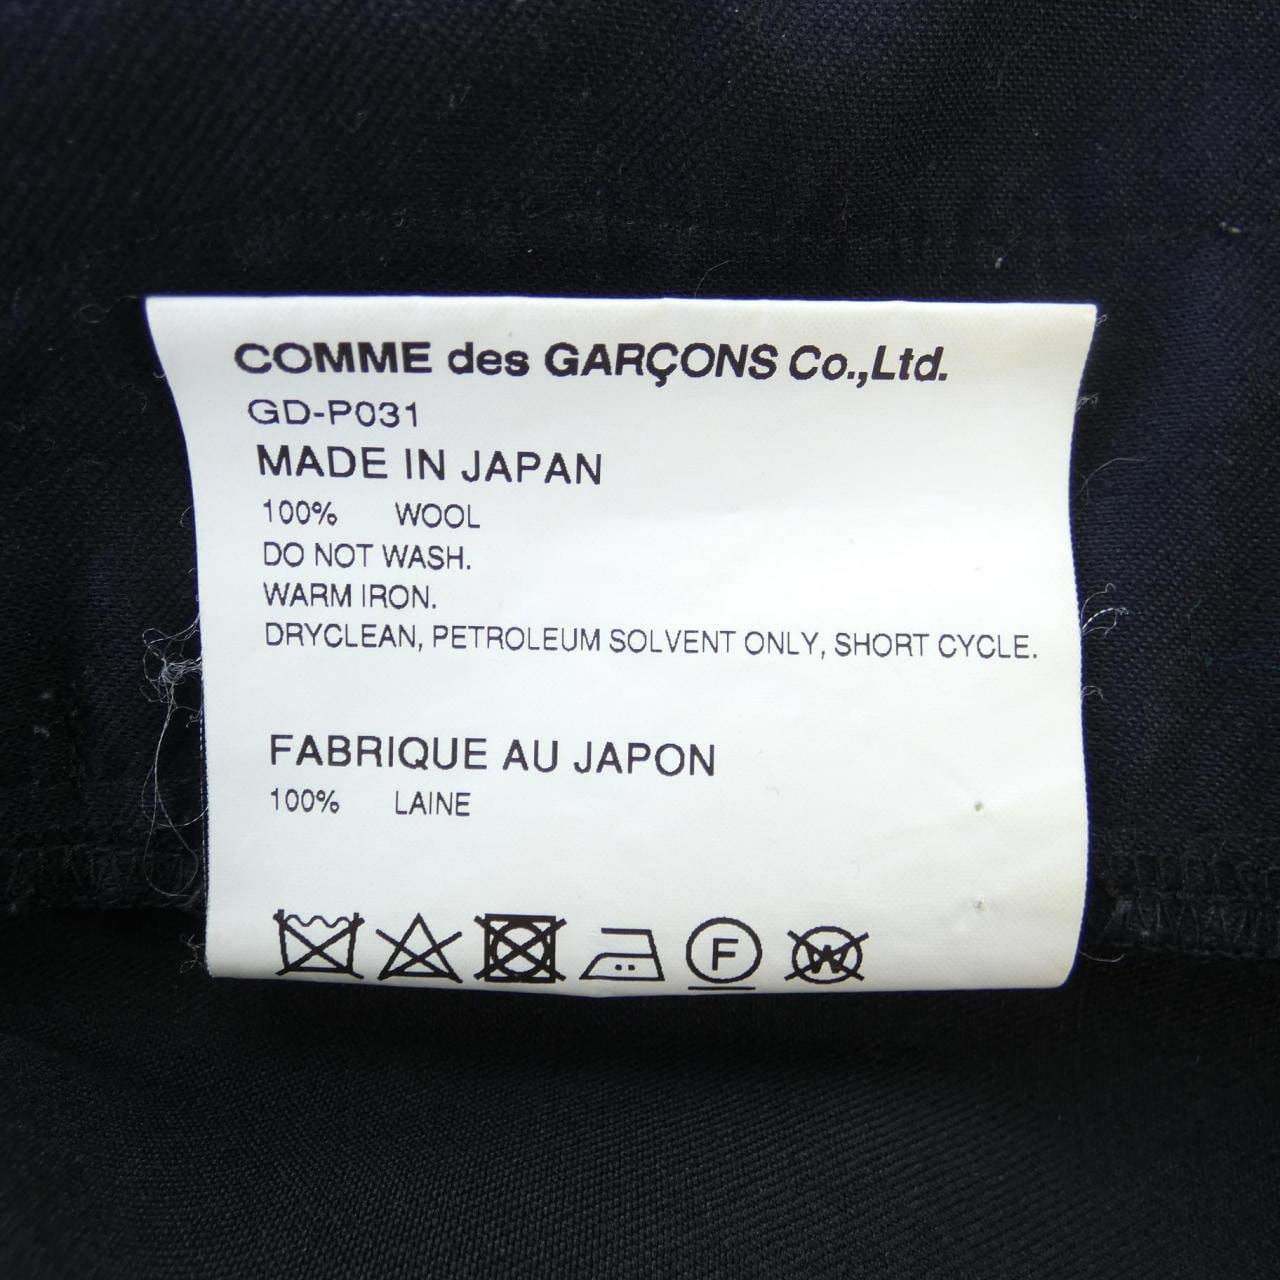 COMME des GARÇONS Co.,Ltd.
GD-P031
MADE IN JAPAN
100% WOOL
DO NOT WASH.
WARM IRON.
DRYCLEAN, PETROLEUM SOLVENT ONLY, SHORT CYCLE.
FABRIQUE AU JAPON
100% LAINE
F W